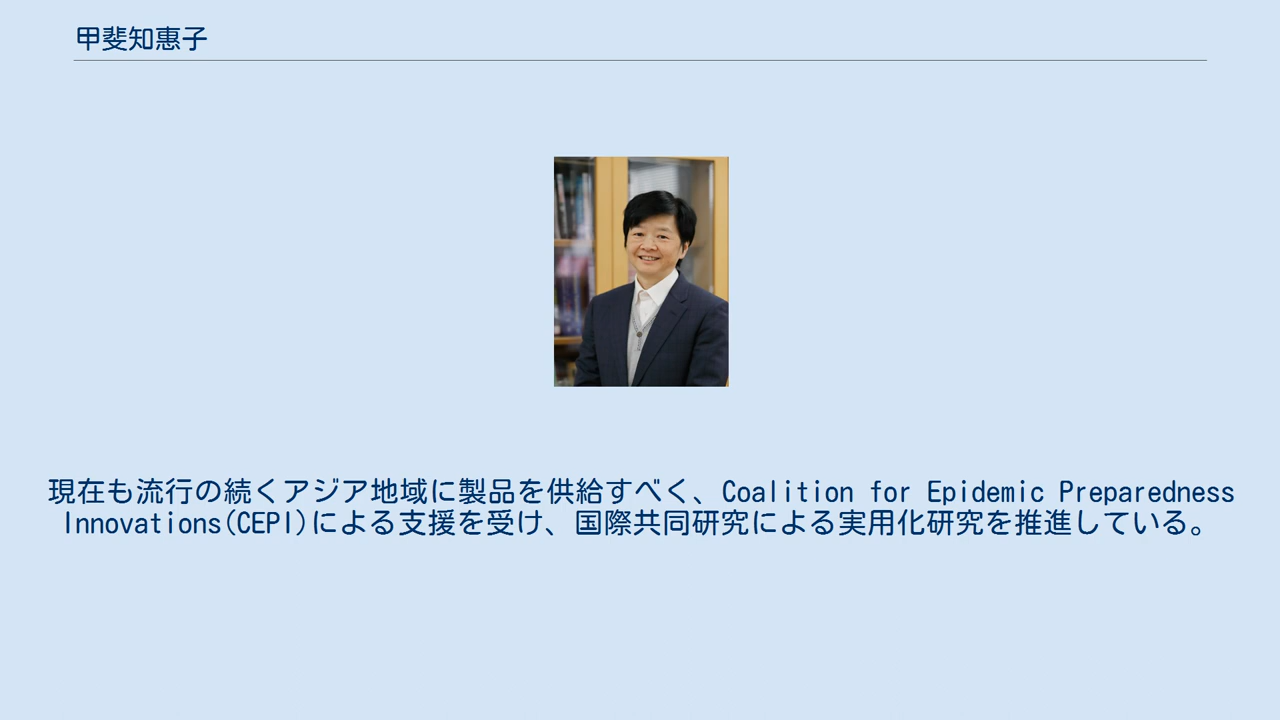 甲斐知惠子
現在も流行の続くアジア地域に製品を供給すべく、Coalition for Epidemic Preparedness
Innovations(CEPI)による支援を受け、国際共同研究による実用化研究を推進している。